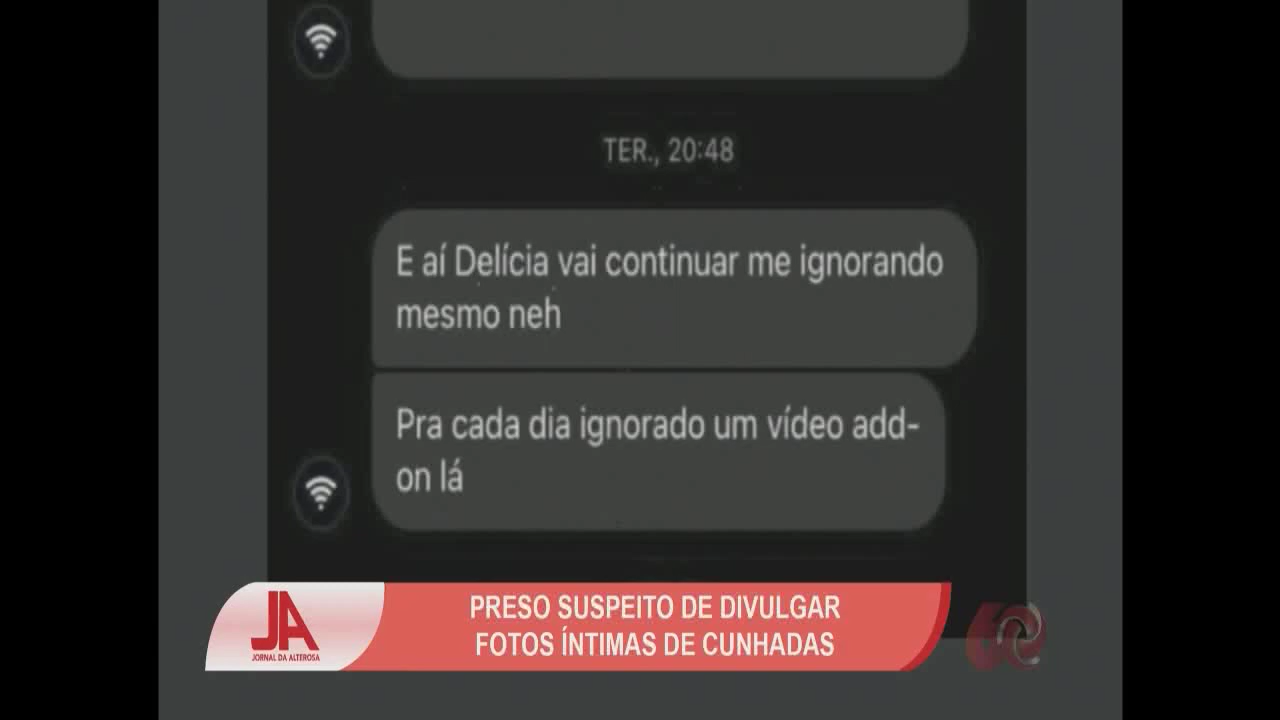 TER., 20:48
E aí Delícia vai continuar me ignorando
mesmo neh
Pra cada dia ignorado um vídeo add-
on lá
JA
JORNAL DA ALTEROSA
PRESO SUSPEITO DE DIVULGAR
FOTOS ÍNTIMAS DE CUNHADAS
60